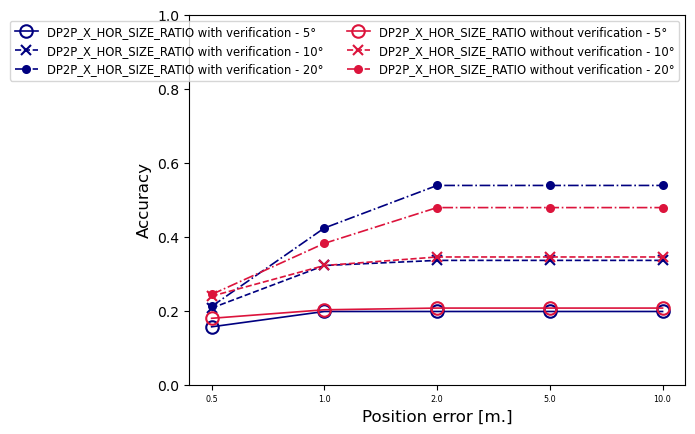 1.0
DP2P_X_HOR_SIZE_RATIO with verification - 5°
DP2P_X_HOR_SIZE_RATIO with verification - 10°
DP2P_X_HOR_SIZE_RATIO with verification - 20°
DP2P_X_HOR_SIZE_RATIO without verification - 5°
DP2P_X_HOR_SIZE_RATIO without verification - 10°
DP2P_X_HOR_SIZE_RATIO without verification - 20°
0.8
0.6
0.4
0.2
0.0
Accuracy
0.5 1.0 2.0 5.0 10.0
Position error [m.]